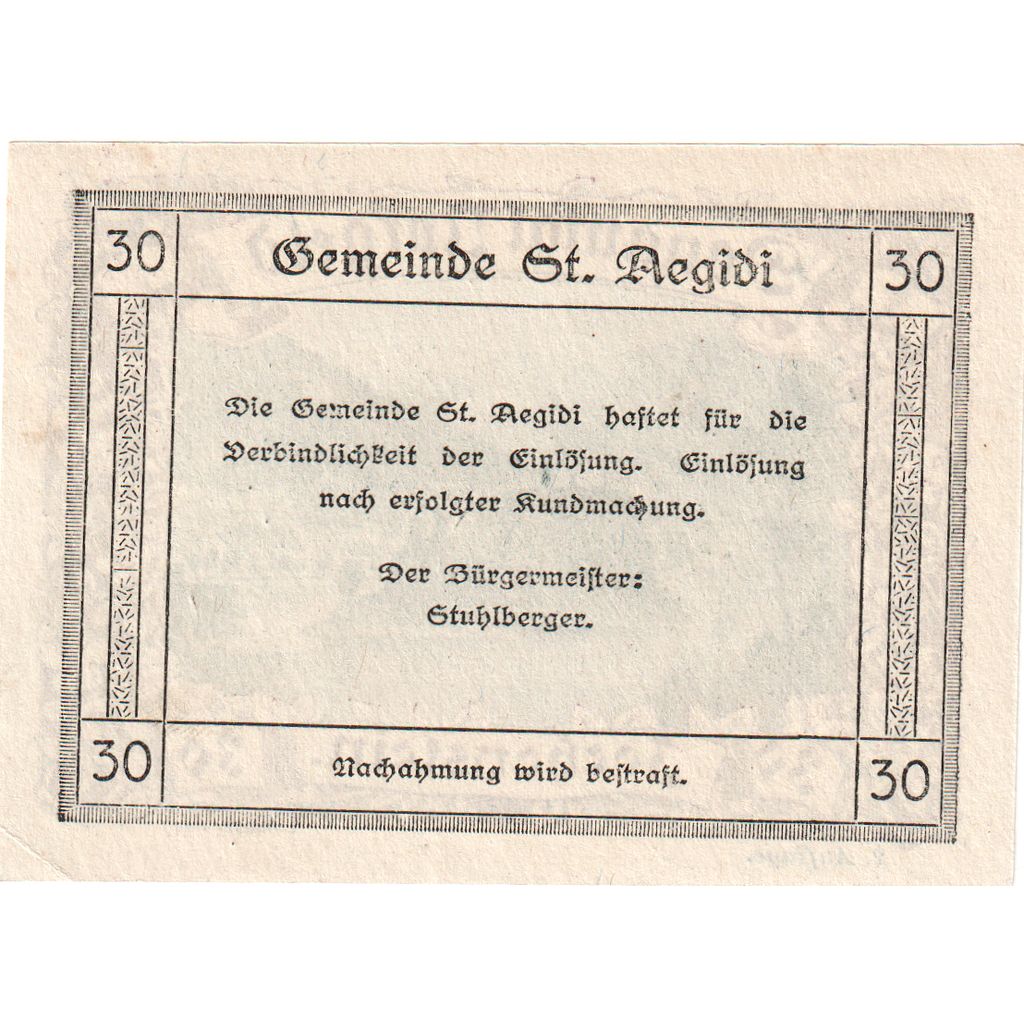 30 Gemeinde St. Aegidi 30
Die Gemeinde St. Aegidi haftet für die
Verbindlichkeit der Einlösung. Einlösung
nach erfolgter Kundmachung.
Der Bürgermeister:
Stuhlberger.
30 Nachahmung wird bestraft. 30